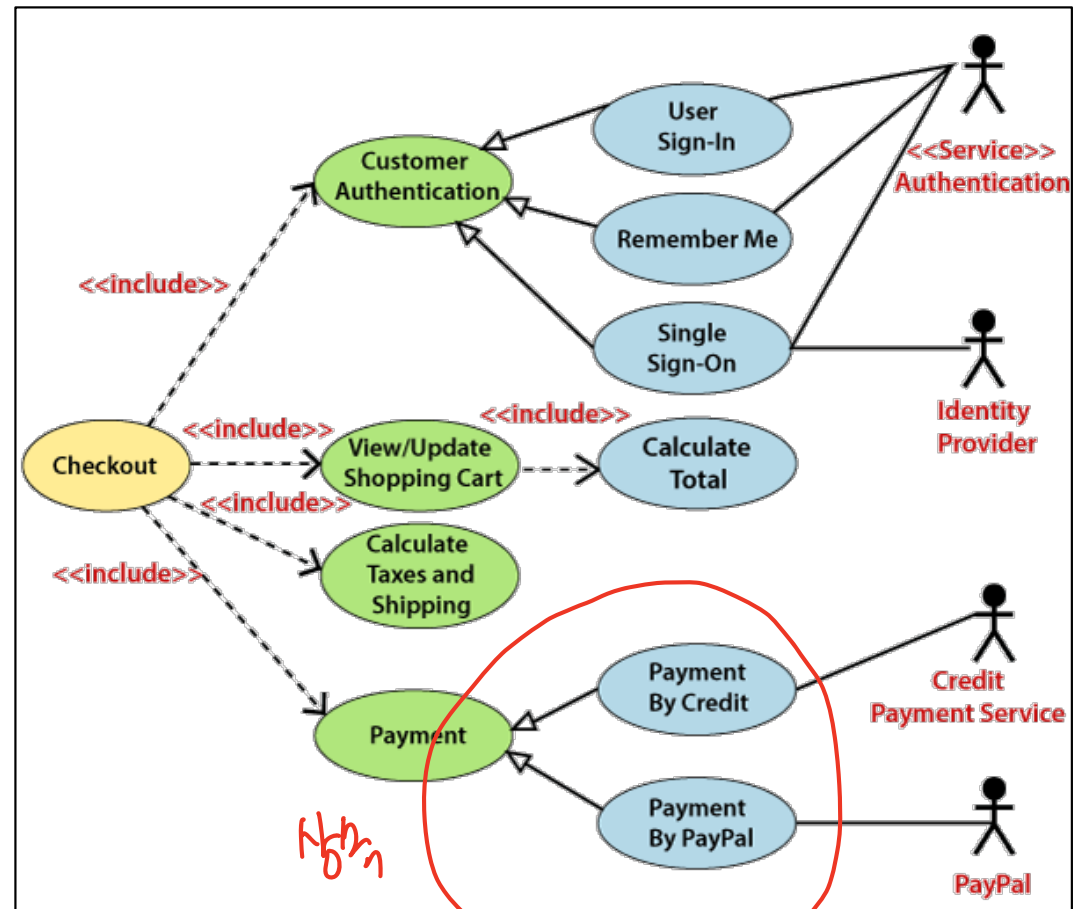 User
Sign-In
<<Service>>
Authentication
Customer
Authentication
Remember Me
<<include>>
Single
Sign-On
Identity
Provider
<<include>>
<<include>>
Checkout
View/Update
Shopping Cart
Calculate
Total
<<include>>
Calculate
Taxes and
Shipping
<<include>>
Payment
By Credit
Credit
Payment Service
Payment
Payment
By PayPal
PayPal